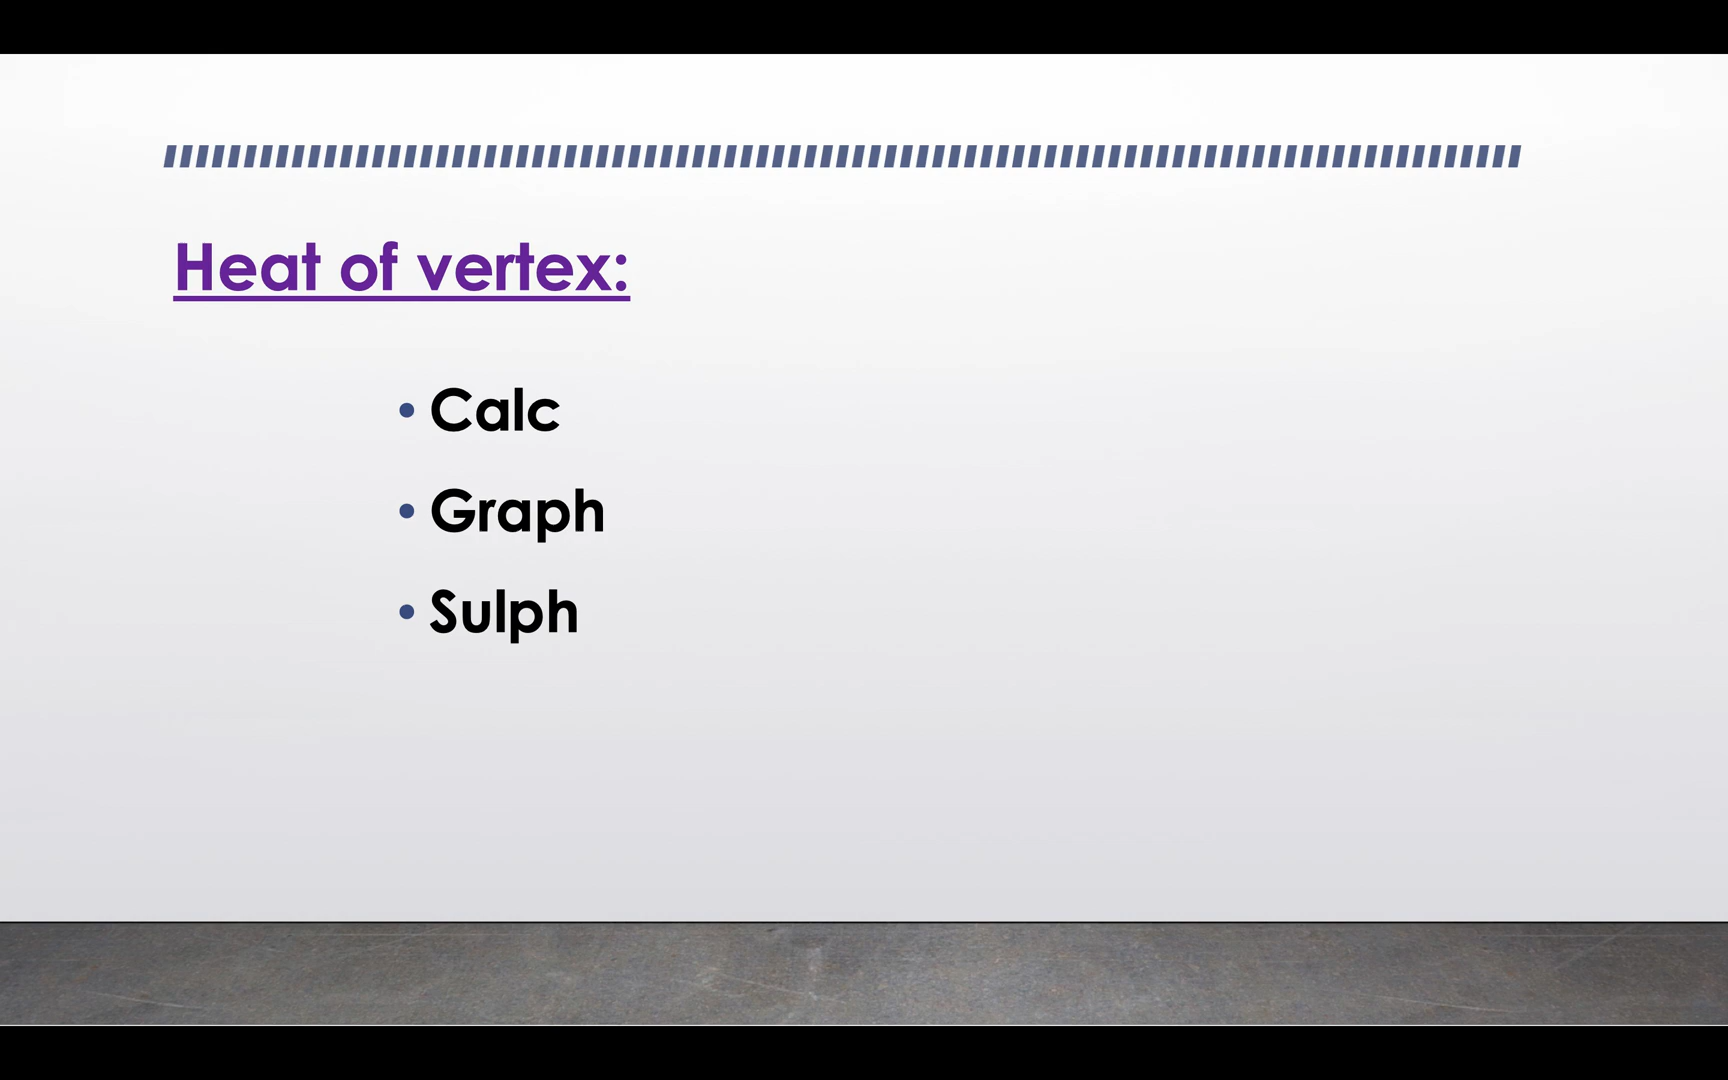 Heat of vertex:
• Calc
• Graph
• Sulph